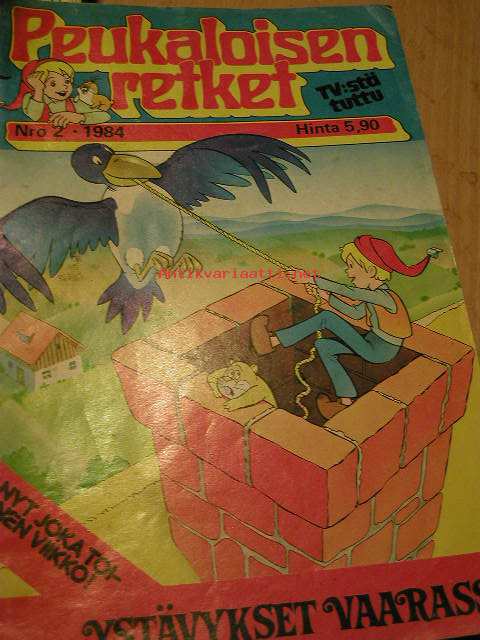 Peukaloisen
retket
TV:stä
tuttu
Nro 2 · 1984
Hinta 5,90
Antikvariaatti.net
NYT JOKA TOI-
NEN VIIKKO!
YSTÄVYKSET VAARASS